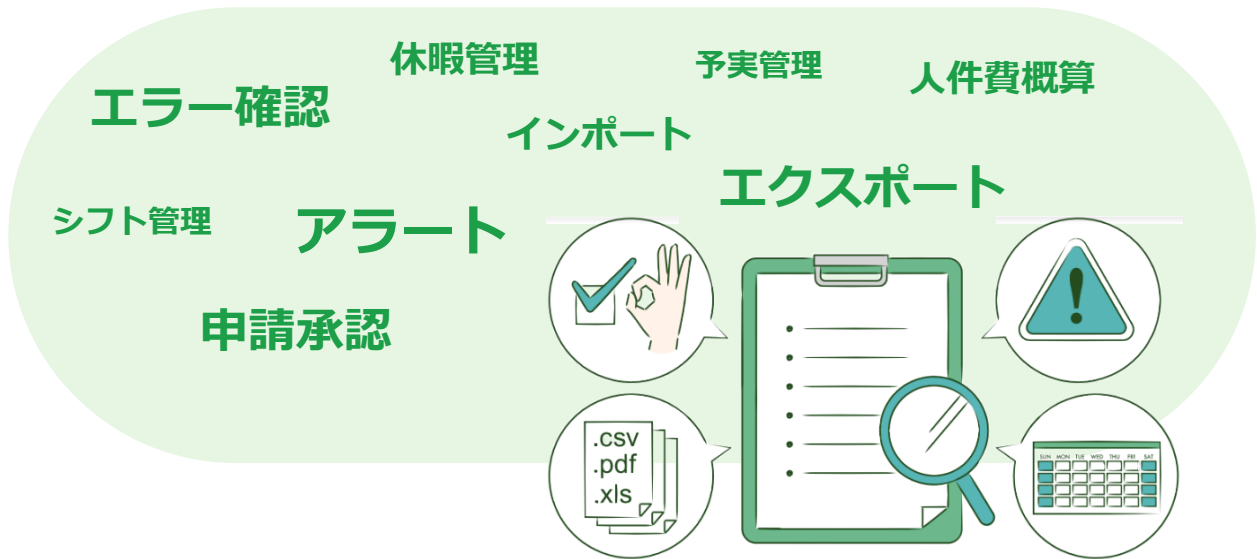 休暇管理
予実管理
人件費概算
エラー確認
インポート
エクスポート
シフト管理
アラート
申請承認
.csv
.pdf
.xls
SUN MON TUE WED THU FRI SAT